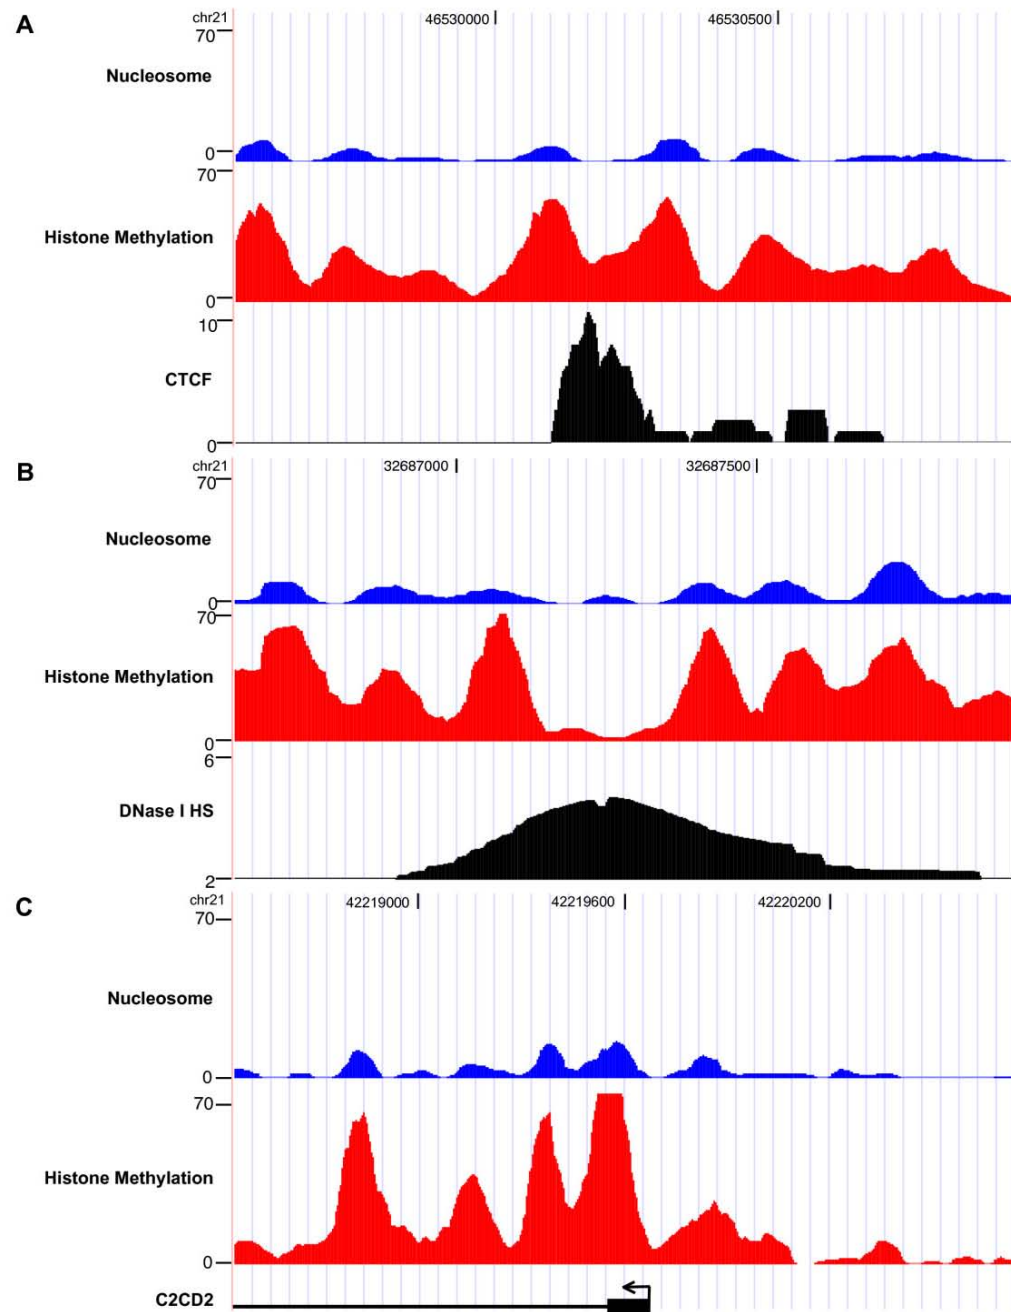 A
chr21
46530000
46530500
70
Nucleosome
0
70
Histone Methylation
0
10
CTCF
0
B
chr21
32687000
32687500
70
Nucleosome
0
70
Histone Methylation
0
6
DNase I HS
2
C
chr21
42219000
42219600
42220200
70
Nucleosome
0
70
Histone Methylation
0
C2CD2